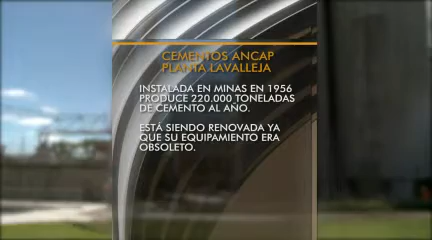 CEMENTOS ANCAP
PLANTA LAVALLEJA
INSTALADA EN MINAS EN 1956
PRODUCE 220.000 TONELADAS
DE CEMENTO AL AÑO.
ESTÁ SIENDO RENOVADA YA
QUE SU EQUIPAMIENTO ERA
OBSOLETO.